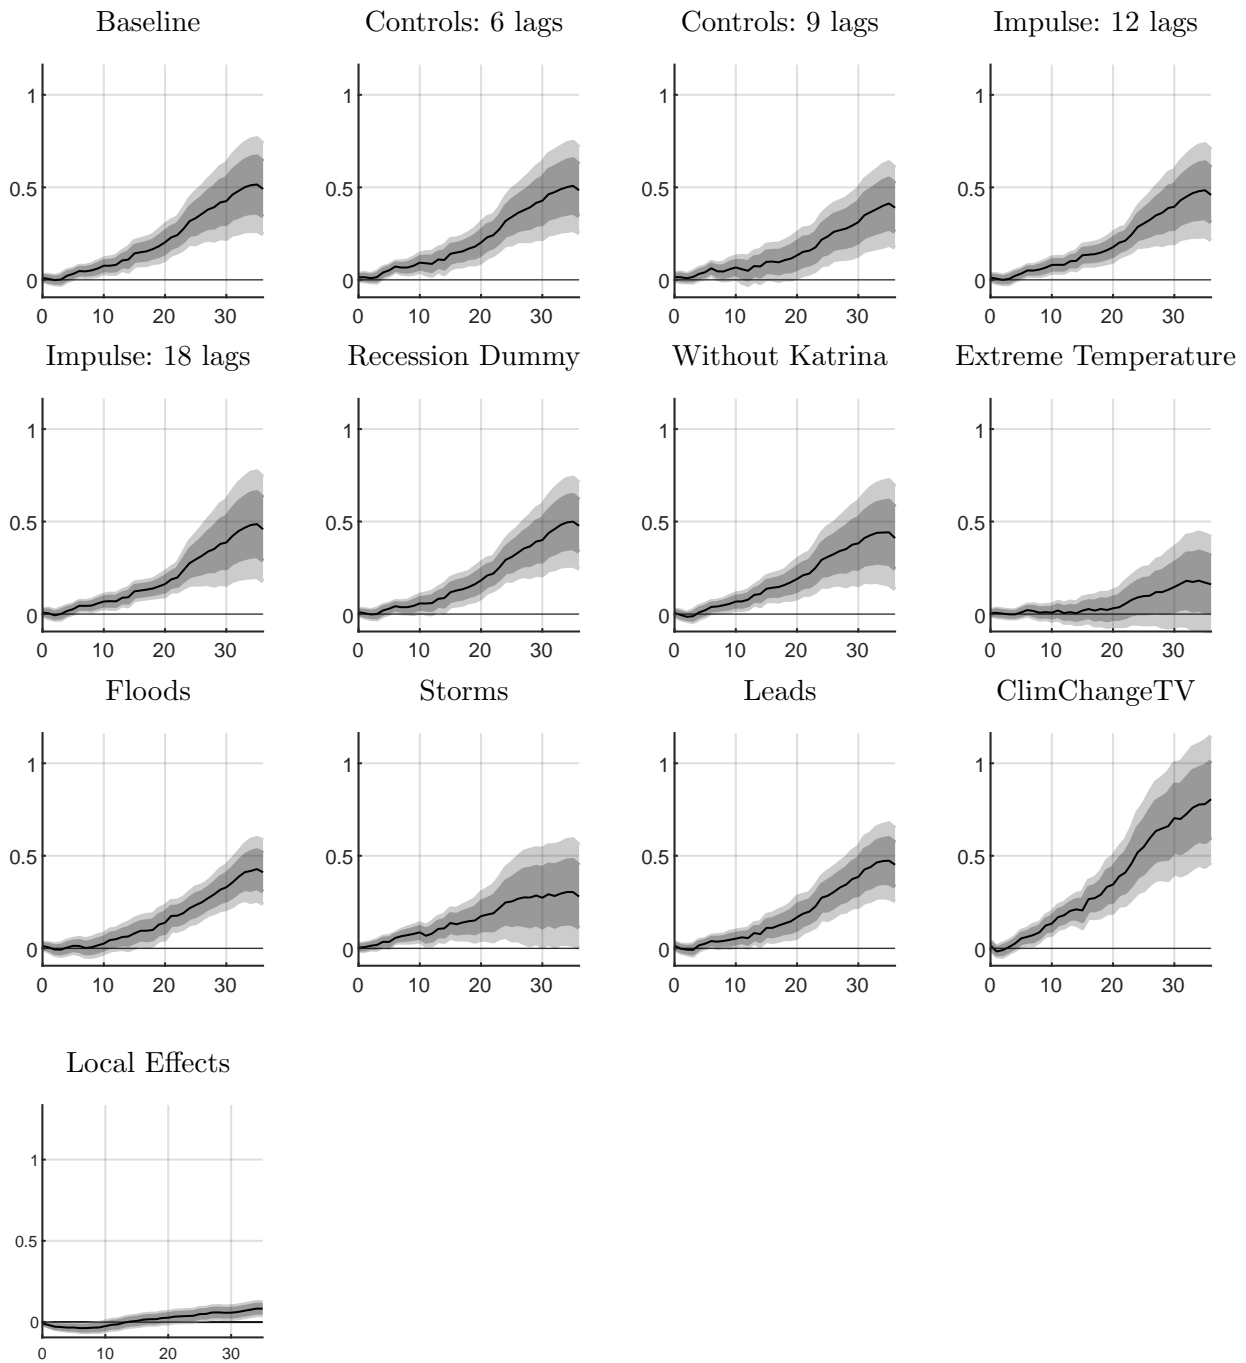 Baseline Controls: 6 lags Controls: 9 lags Impulse: 12 lags
1 1 1 1
0.5 0.5 0.5 0.5
0 0 0 0
0 10 20 30 0 10 20 30 0 10 20 30 0 10 20 30
Impulse: 18 lags Recession Dummy Without Katrina Extreme Temperature
1 1 1 1
0.5 0.5 0.5 0.5
0 0 0 0
0 10 20 30 0 10 20 30 0 10 20 30 0 10 20 30
Floods Storms Leads ClimChangeTV
1 1 1 1
0.5 0.5 0.5 0.5
0 0 0 0
0 10 20 30 0 10 20 30 0 10 20 30 0 10 20 30
Local Effects
1
0.5
0
0 10 20 30